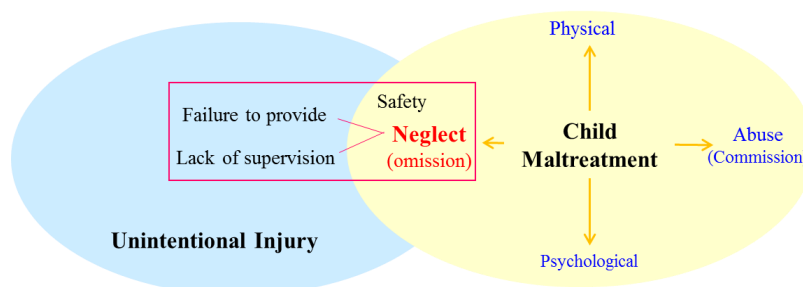 Physical
Safety
Failure to provide
Neglect
Child
Maltreatment
Abuse
(Commission
Lack of supervision
(omission)
Unintentional Injury
Psychological